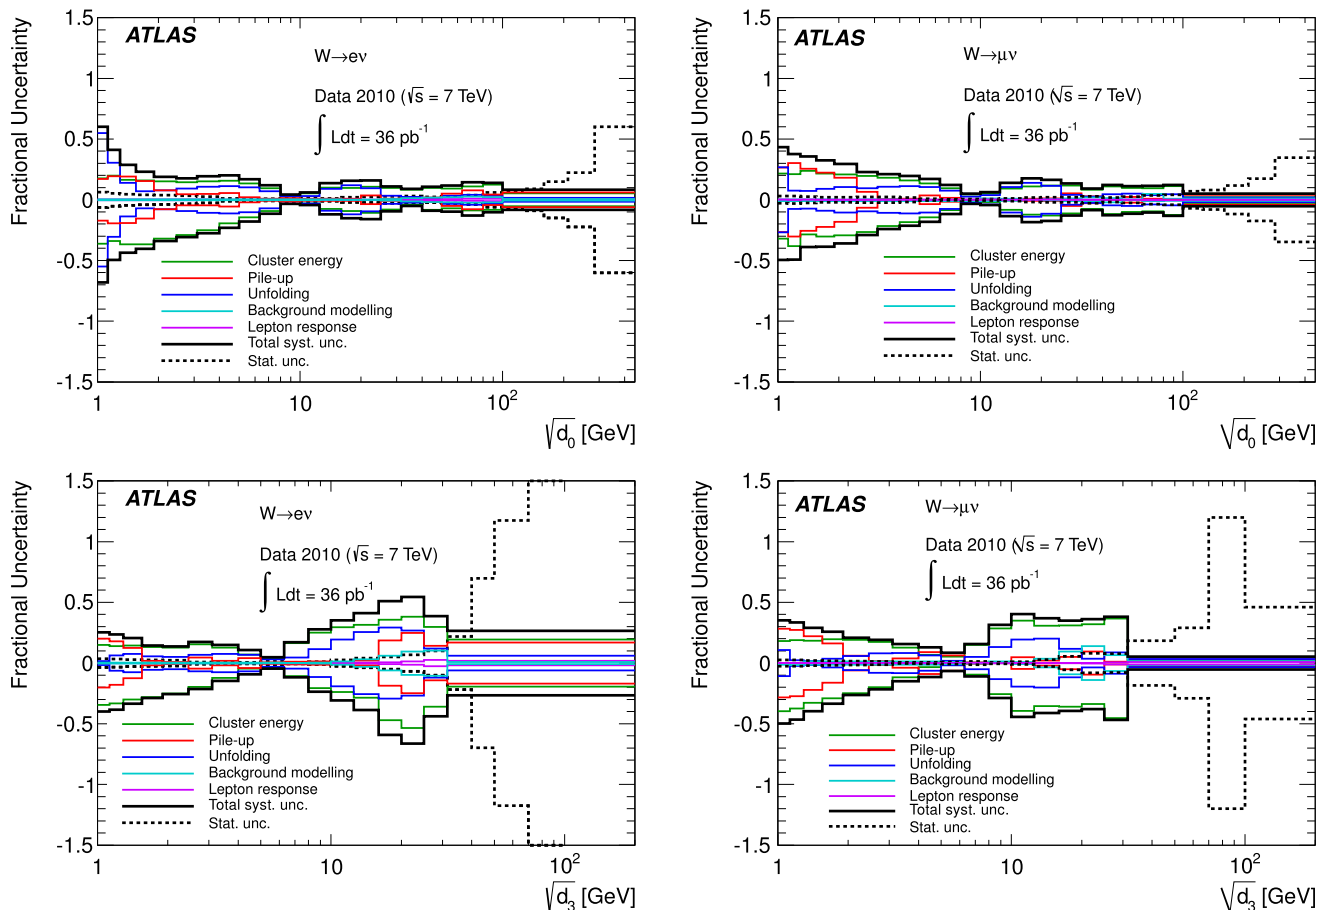 ATLAS
W→eν
Data 2010 (√s = 7 TeV)
∫ Ldt = 36 pb⁻¹
Fractional Uncertainty
1.5
1
0.5
0
-0.5
-1
-1.5
Cluster energy
Pile-up
Unfolding
Background modelling
Lepton response
Total syst. unc.
Stat. unc.
1 10 10²
√d₀ [GeV]
ATLAS
W→μν
Data 2010 (√s = 7 TeV)
∫ Ldt = 36 pb⁻¹
Fractional Uncertainty
1.5
1
0.5
0
-0.5
-1
-1.5
Cluster energy
Pile-up
Unfolding
Background modelling
Lepton response
Total syst. unc.
Stat. unc.
1 10 10²
√d₀ [GeV]
ATLAS
W→eν
Data 2010 (√s = 7 TeV)
∫ Ldt = 36 pb⁻¹
Fractional Uncertainty
1.5
1
0.5
0
-0.5
-1
-1.5
Cluster energy
Pile-up
Unfolding
Background modelling
Lepton response
Total syst. unc.
Stat. unc.
1 10 10²
√d₃ [GeV]
ATLAS
W→μν
Data 2010 (√s = 7 TeV)
∫ Ldt = 36 pb⁻¹
Fractional Uncertainty
1.5
1
0.5
0
-0.5
-1
-1.5
Cluster energy
Pile-up
Unfolding
Background modelling
Lepton response
Total syst. unc.
Stat. unc.
1 10 10²
√d₃ [GeV]